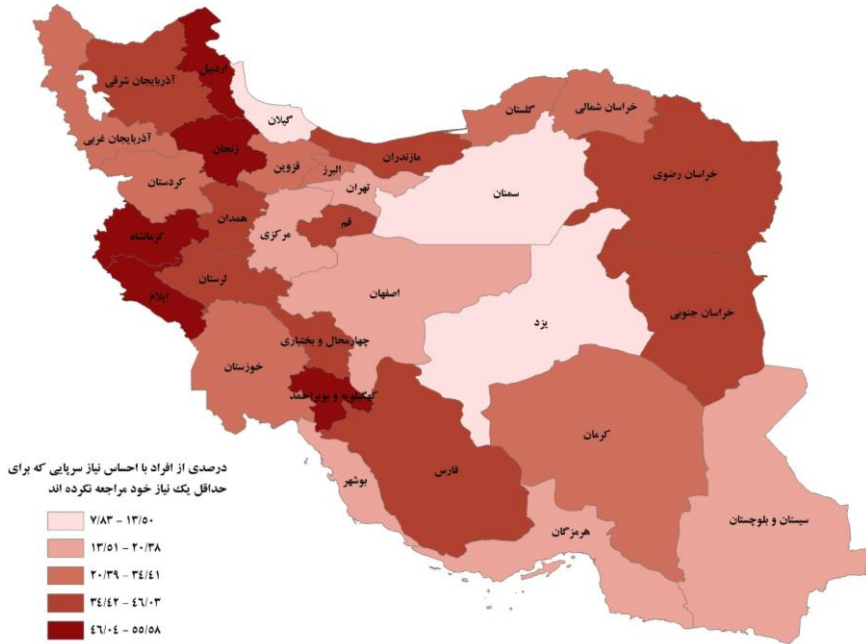 اردبیل
آذربایجان شرقی
گیلان
خراسان شمالی
گلستان
آذربایجان غربی
زنجان
مازندران
قزوین
البرز
خراسان رضوی
تهران
کردستان
سمنان
همدان
قم
کرمانشاه
مرکزی
لرستان
ایلام
اصفهان
خراسان جنوبی
یزد
چهارمحال و بختیاری
خوزستان
کهگیلویه و بویراحمد
کرمان
فارس
بوشهر
سیستان و بلوچستان
هرمزگان
درصدی از افراد با احساس نیاز سرپایی که برای
حداقل یك نیاز خود مراجعه نکرده اند
۷/۸۳ – ۱۳/۵۰
۱۳/۵۱ – ۲۰/۳۸
۲۰/۳۹ – ۳٤/٤۱
۳٤/٤۲ – ٤٦/۰۳
٤٦/۰٤ – ۵۵/۵۸